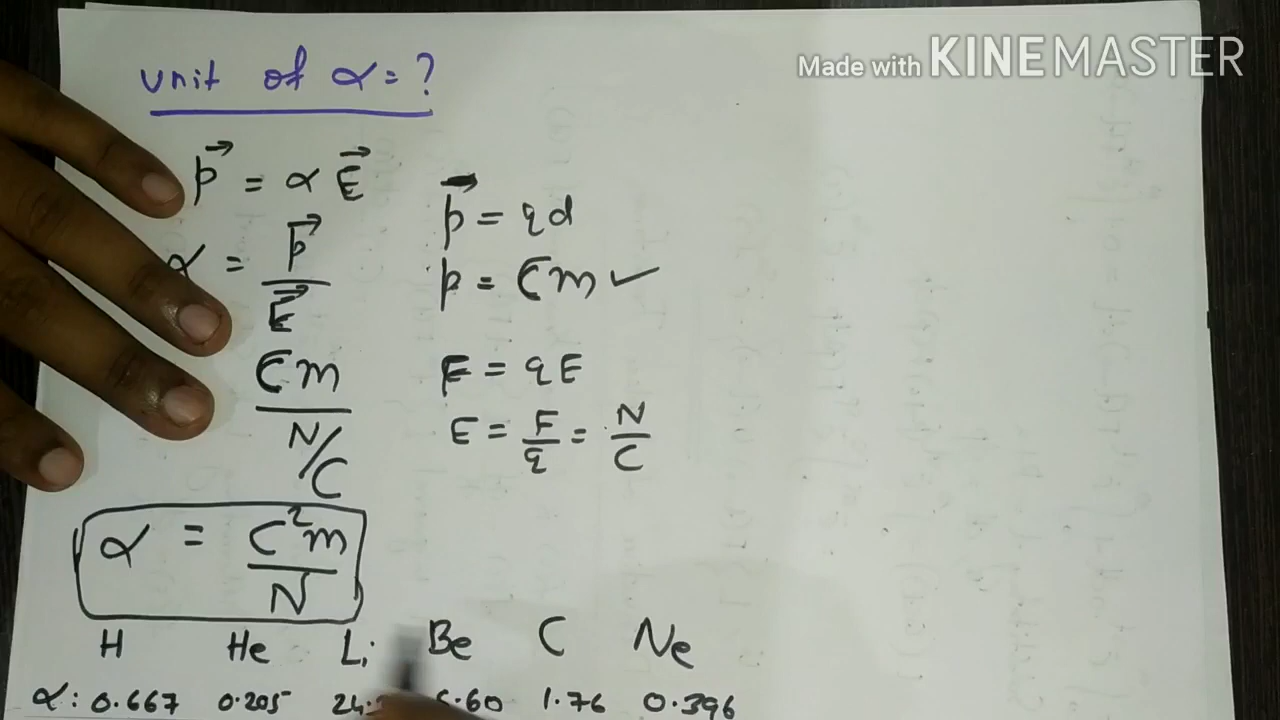 Made with KINEMASTER
unit of α = ?
p⃗ = α E⃗
α = p⃗ / E⃗
Cm / N/C
α = C²m / N
p⃗ = qd
p = Cm ✓
F = qE
E = F/q = N/C
H He Li Be C Ne
α: 0.667 0.205 1.76 0.396